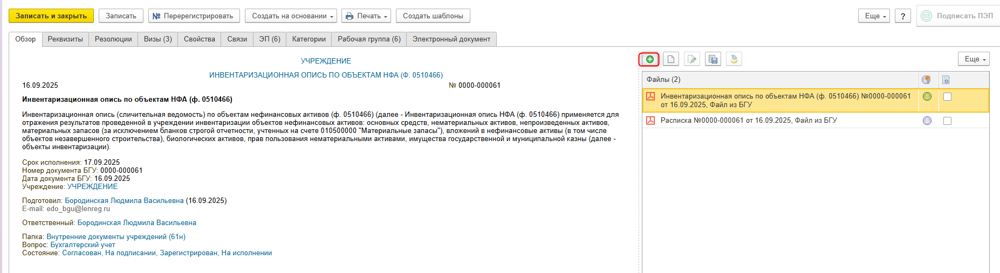 Записать и закрыть
Записать
№ Перерегистрировать
Создать на основании
Печать
Создать шаблоны
Еще
?
Подписать ПЭП
Обзор
Реквизиты
Резолюции
Визы (3)
Свойства
Связи
ЭП (6)
Категории
Рабочая группа (6)
Электронный документ
УЧРЕЖДЕНИЕ
ИНВЕНТАРИЗАЦИОННАЯ ОПИСЬ ПО ОБЪЕКТАМ НФА (Ф. 0510466)
16.09.2025
№ 0000-000061
Инвентаризационная опись по объектам НФА (ф. 0510466)
Инвентаризационная опись (сличительная ведомость) по объектам нефинансовых активов (ф. 0510466) (далее - Инвентаризационная опись НФА (ф. 0510466) применяется для
отражения результатов проведенной в учреждении инвентаризации объектов нефинансовых активов: основных средств, нематериальных активов, непроизведенных активов,
материальных запасов (за исключением бланков строгой отчетности, учтенных на счете 010500000 "Материальные запасы"), вложений в нефинансовые активы (в том числе
объектов незавершенного строительства), биологических активов, прав пользования нематериальными активами, имущества государственной и муниципальной казны (далее -
объекты инвентаризации).
Срок исполнения: 17.09.2025
Номер документа БГУ: 0000-000061
Дата документа БГУ: 16.09.2025
Учреждение: УЧРЕЖДЕНИЕ
Подготовил: Бородинская Людмила Васильевна (16.09.2025)
E-mail: edo_bgu@lenreg.ru
Ответственный: Бородинская Людмила Васильевна
Папка: Внутренние документы учреждений (61н)
Вопрос: Бухгалтерский учет
Состояние: Согласован, На подписании, Зарегистрирован, На исполнении
Еще
Файлы (2)
Инвентаризационная опись по объектам НФА (ф. 0510466) №0000-000061
от 16.09.2025, Файл из БГУ
Расписка №0000-000061 от 16.09.2025, Файл из БГУ